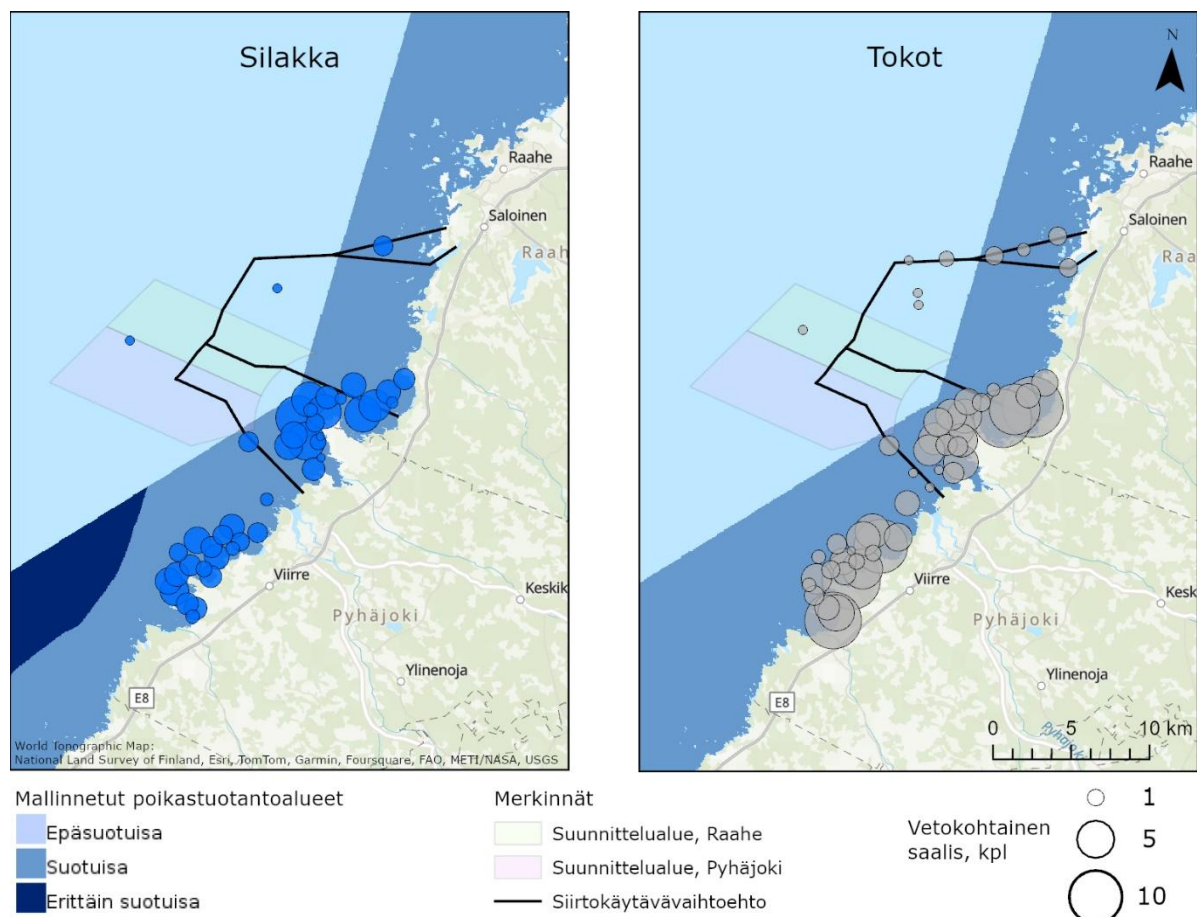 Silakka
Raahe
Saloinen
Raah
Viirre
Keskik
Pyhäjoki
Ylinenoja
E8
World Topographic Map:
National Land Survey of Finland, Esri, TomTom, Garmin, Foursquare, FAO, METI/NASA, USGS
Tokot
N
Raahe
Saloinen
Raa
Viirre
Kesk
Pyhäjoki
Ylinenoja
Pyhäjoki
E8
0 5 10 km
Mallinnetut poikastuotantoalueet
Epäsuotuisa
Suotuisa
Erittäin suotuisa
Merkinnät
Suunnittelualue, Raahe
Suunnittelualue, Pyhäjoki
Siirtokäytävävaihtoehto
Vetokohtainen
saalis, kpl
1
5
10